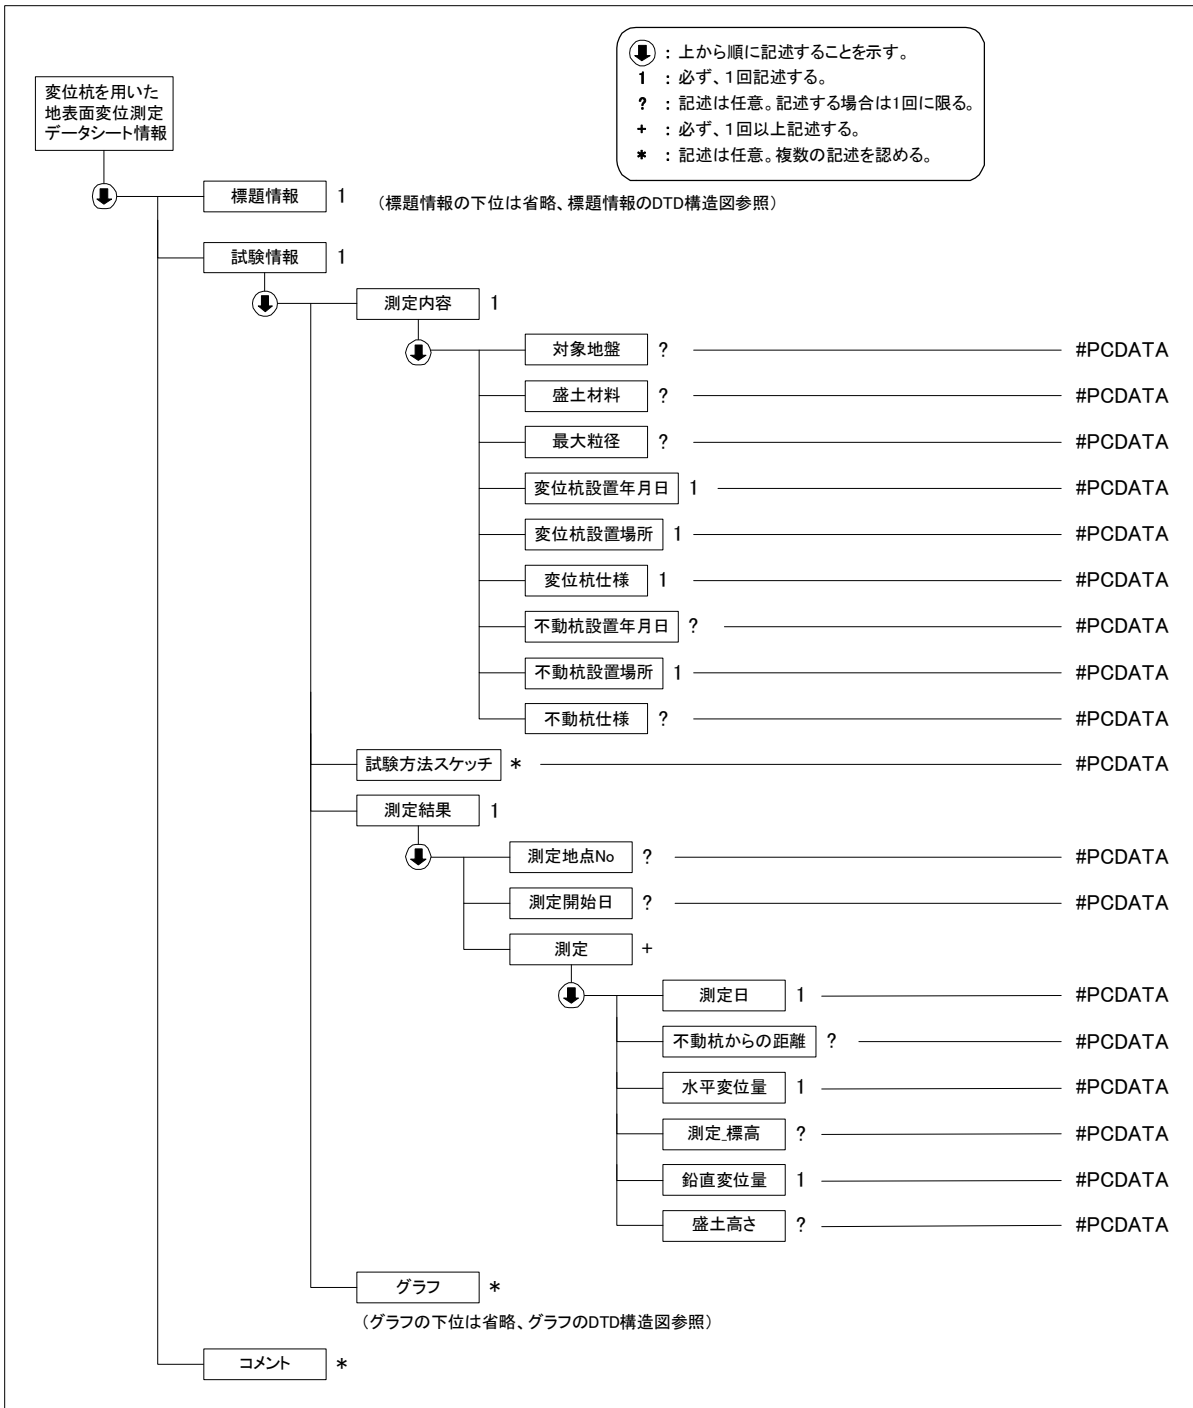 ⬇ : 上から順に記述することを示す。
1 : 必ず、1回記述する。
? : 記述は任意。記述する場合は1回に限る。
+ : 必ず、1回以上記述する。
* : 記述は任意。複数の記述を認める。
変位杭を用いた
地表面変位測定
データシート情報
標題情報 1 (標題情報の下位は省略、標題情報のDTD構造図参照)
試験情報 1
測定内容 1
対象地盤 ? #PCDATA
盛土材料 ? #PCDATA
最大粒径 ? #PCDATA
変位杭設置年月日 1 #PCDATA
変位杭設置場所 1 #PCDATA
変位杭仕様 1 #PCDATA
不動杭設置年月日 ? #PCDATA
不動杭設置場所 1 #PCDATA
不動杭仕様 ? #PCDATA
試験方法スケッチ * #PCDATA
測定結果 1
測定地点No ? #PCDATA
測定開始日 ? #PCDATA
測定 +
測定日 1 #PCDATA
不動杭からの距離 ? #PCDATA
水平変位量 1 #PCDATA
測定_標高 ? #PCDATA
鉛直変位量 1 #PCDATA
盛土高さ ? #PCDATA
グラフ *
(グラフの下位は省略、グラフのDTD構造図参照)
コメント *